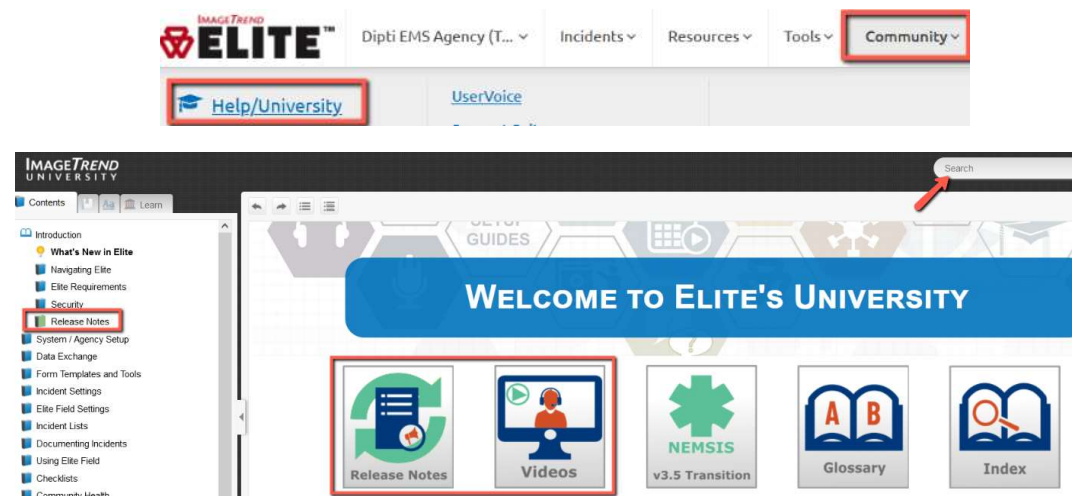 IMAGETREND
ELITE™ Dipti EMS Agency (T... Incidents Resources Tools Community
Help/University UserVoice
IMAGETREND
UNIVERSITY
Search
Contents Aa Learn
Introduction
What's New in Elite
Navigating Elite
Elite Requirements
Security
Release Notes
System / Agency Setup
Data Exchange
Form Templates and Tools
Incident Settings
Elite Field Settings
Incident Lists
Documenting Incidents
Using Elite Field
Checklists
Community Health
GUIDES
WELCOME TO ELITE'S UNIVERSITY
A B
NEMSIS
Release Notes Videos v3.5 Transition Glossary Index